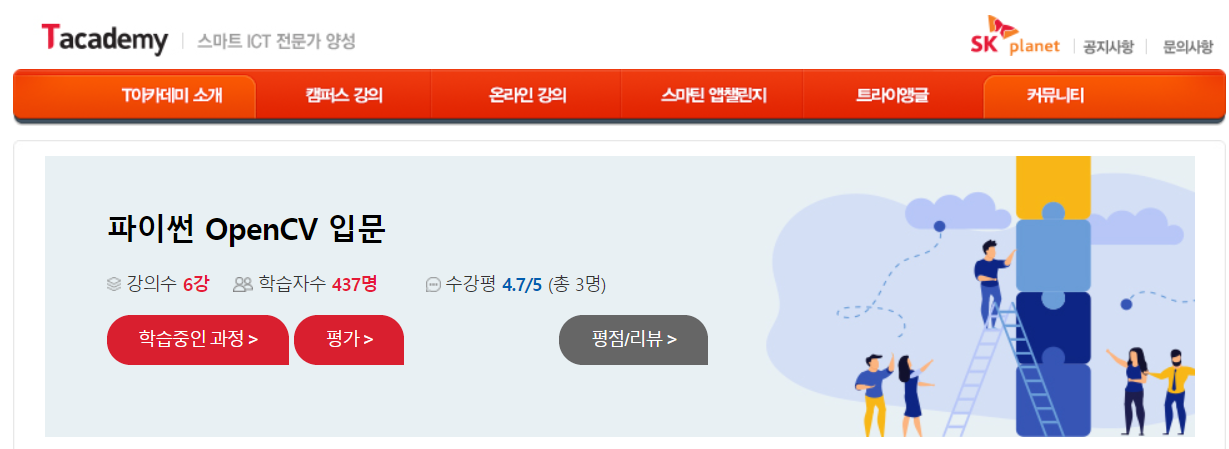 Tacademy 스마트 ICT 전문가 양성
SK planet 공지사항 문의사항
T아카데미 소개 캠퍼스 강의 온라인 강의 스마틴 앱챌린지 트라이앵글 커뮤니티
파이썬 OpenCV 입문
강의수 6강 학습자수 437명 수강평 4.7/5 (총 3명)
학습중인 과정 > 평가 > 평점/리뷰 >